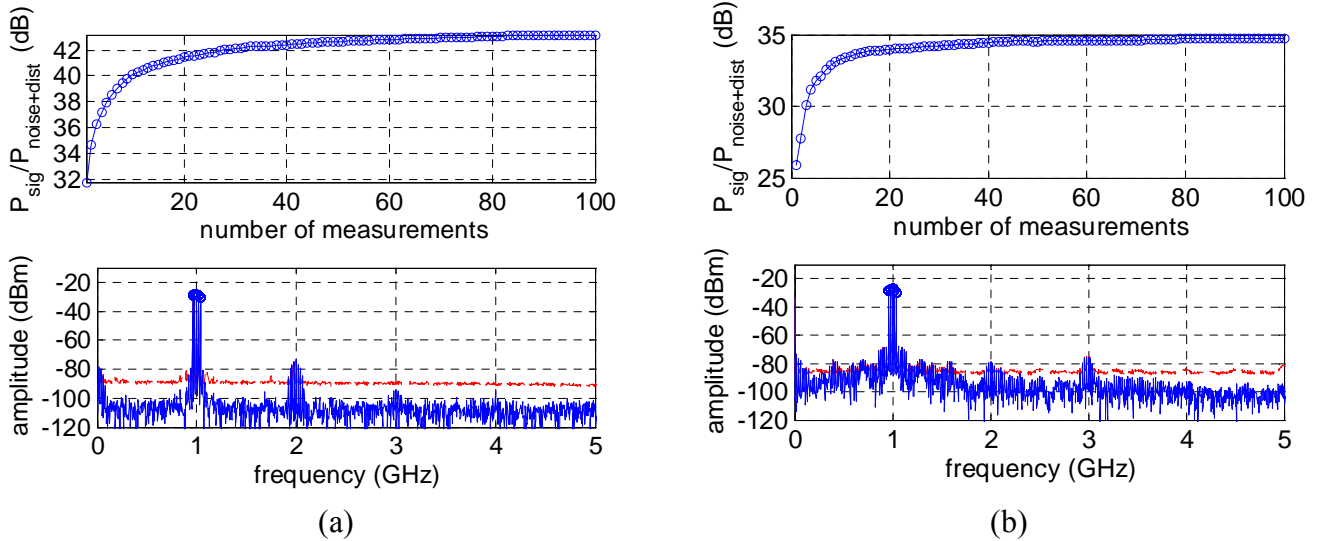 P_sig/P_noise+dist (dB)
42
40
38
36
34
32
20 40 60 80 100
number of measurements
amplitude (dBm)
-20
-40
-60
-80
-100
-120
0 1 2 3 4 5
frequency (GHz)
(a)
P_sig/P_noise+dist (dB)
35
30
25
0 20 40 60 80 100
number of measurements
amplitude (dBm)
-20
-40
-60
-80
-100
-120
0 1 2 3 4 5
frequency (GHz)
(b)